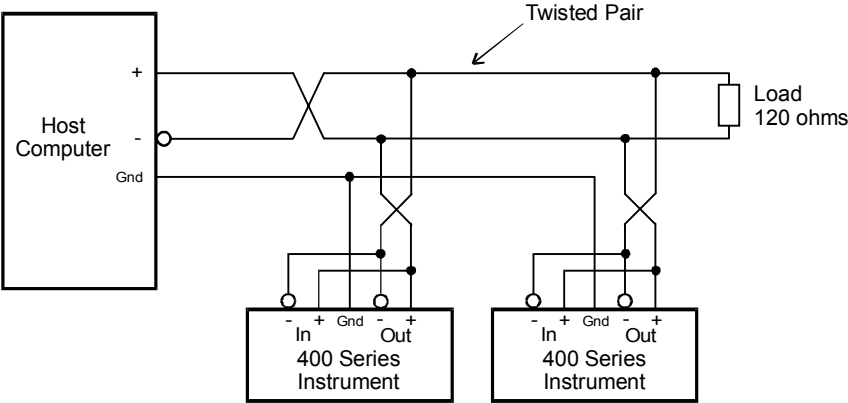 Twisted Pair
+
Host
Computer
-
Gnd
Load
120 ohms
- + Gnd - +
In Out
400 Series
Instrument
- + Gnd - +
In Out
400 Series
Instrument